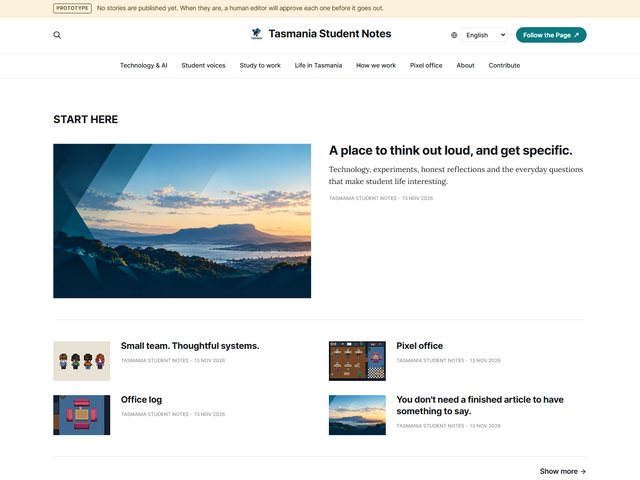 PROTOTYPE No stories are published yet. When they are, a human editor will approve each one before it goes out.
Tasmania Student Notes
English
Follow the Page ↗
Technology & AI Student voices Study to work Life in Tasmania How we work Pixel office About Contribute
START HERE
A place to think out loud, and get specific.
Technology, experiments, honest reflections and the everyday questions
that make student life interesting.
TASMANIA STUDENT NOTES · 13 NOV 2026
Small team. Thoughtful systems.
TASMANIA STUDENT NOTES · 13 NOV 2026
Pixel office
TASMANIA STUDENT NOTES · 13 NOV 2026
Office log
TASMANIA STUDENT NOTES · 13 NOV 2026
You don't need a finished article to have
something to say.
TASMANIA STUDENT NOTES · 13 NOV 2026
Show more →